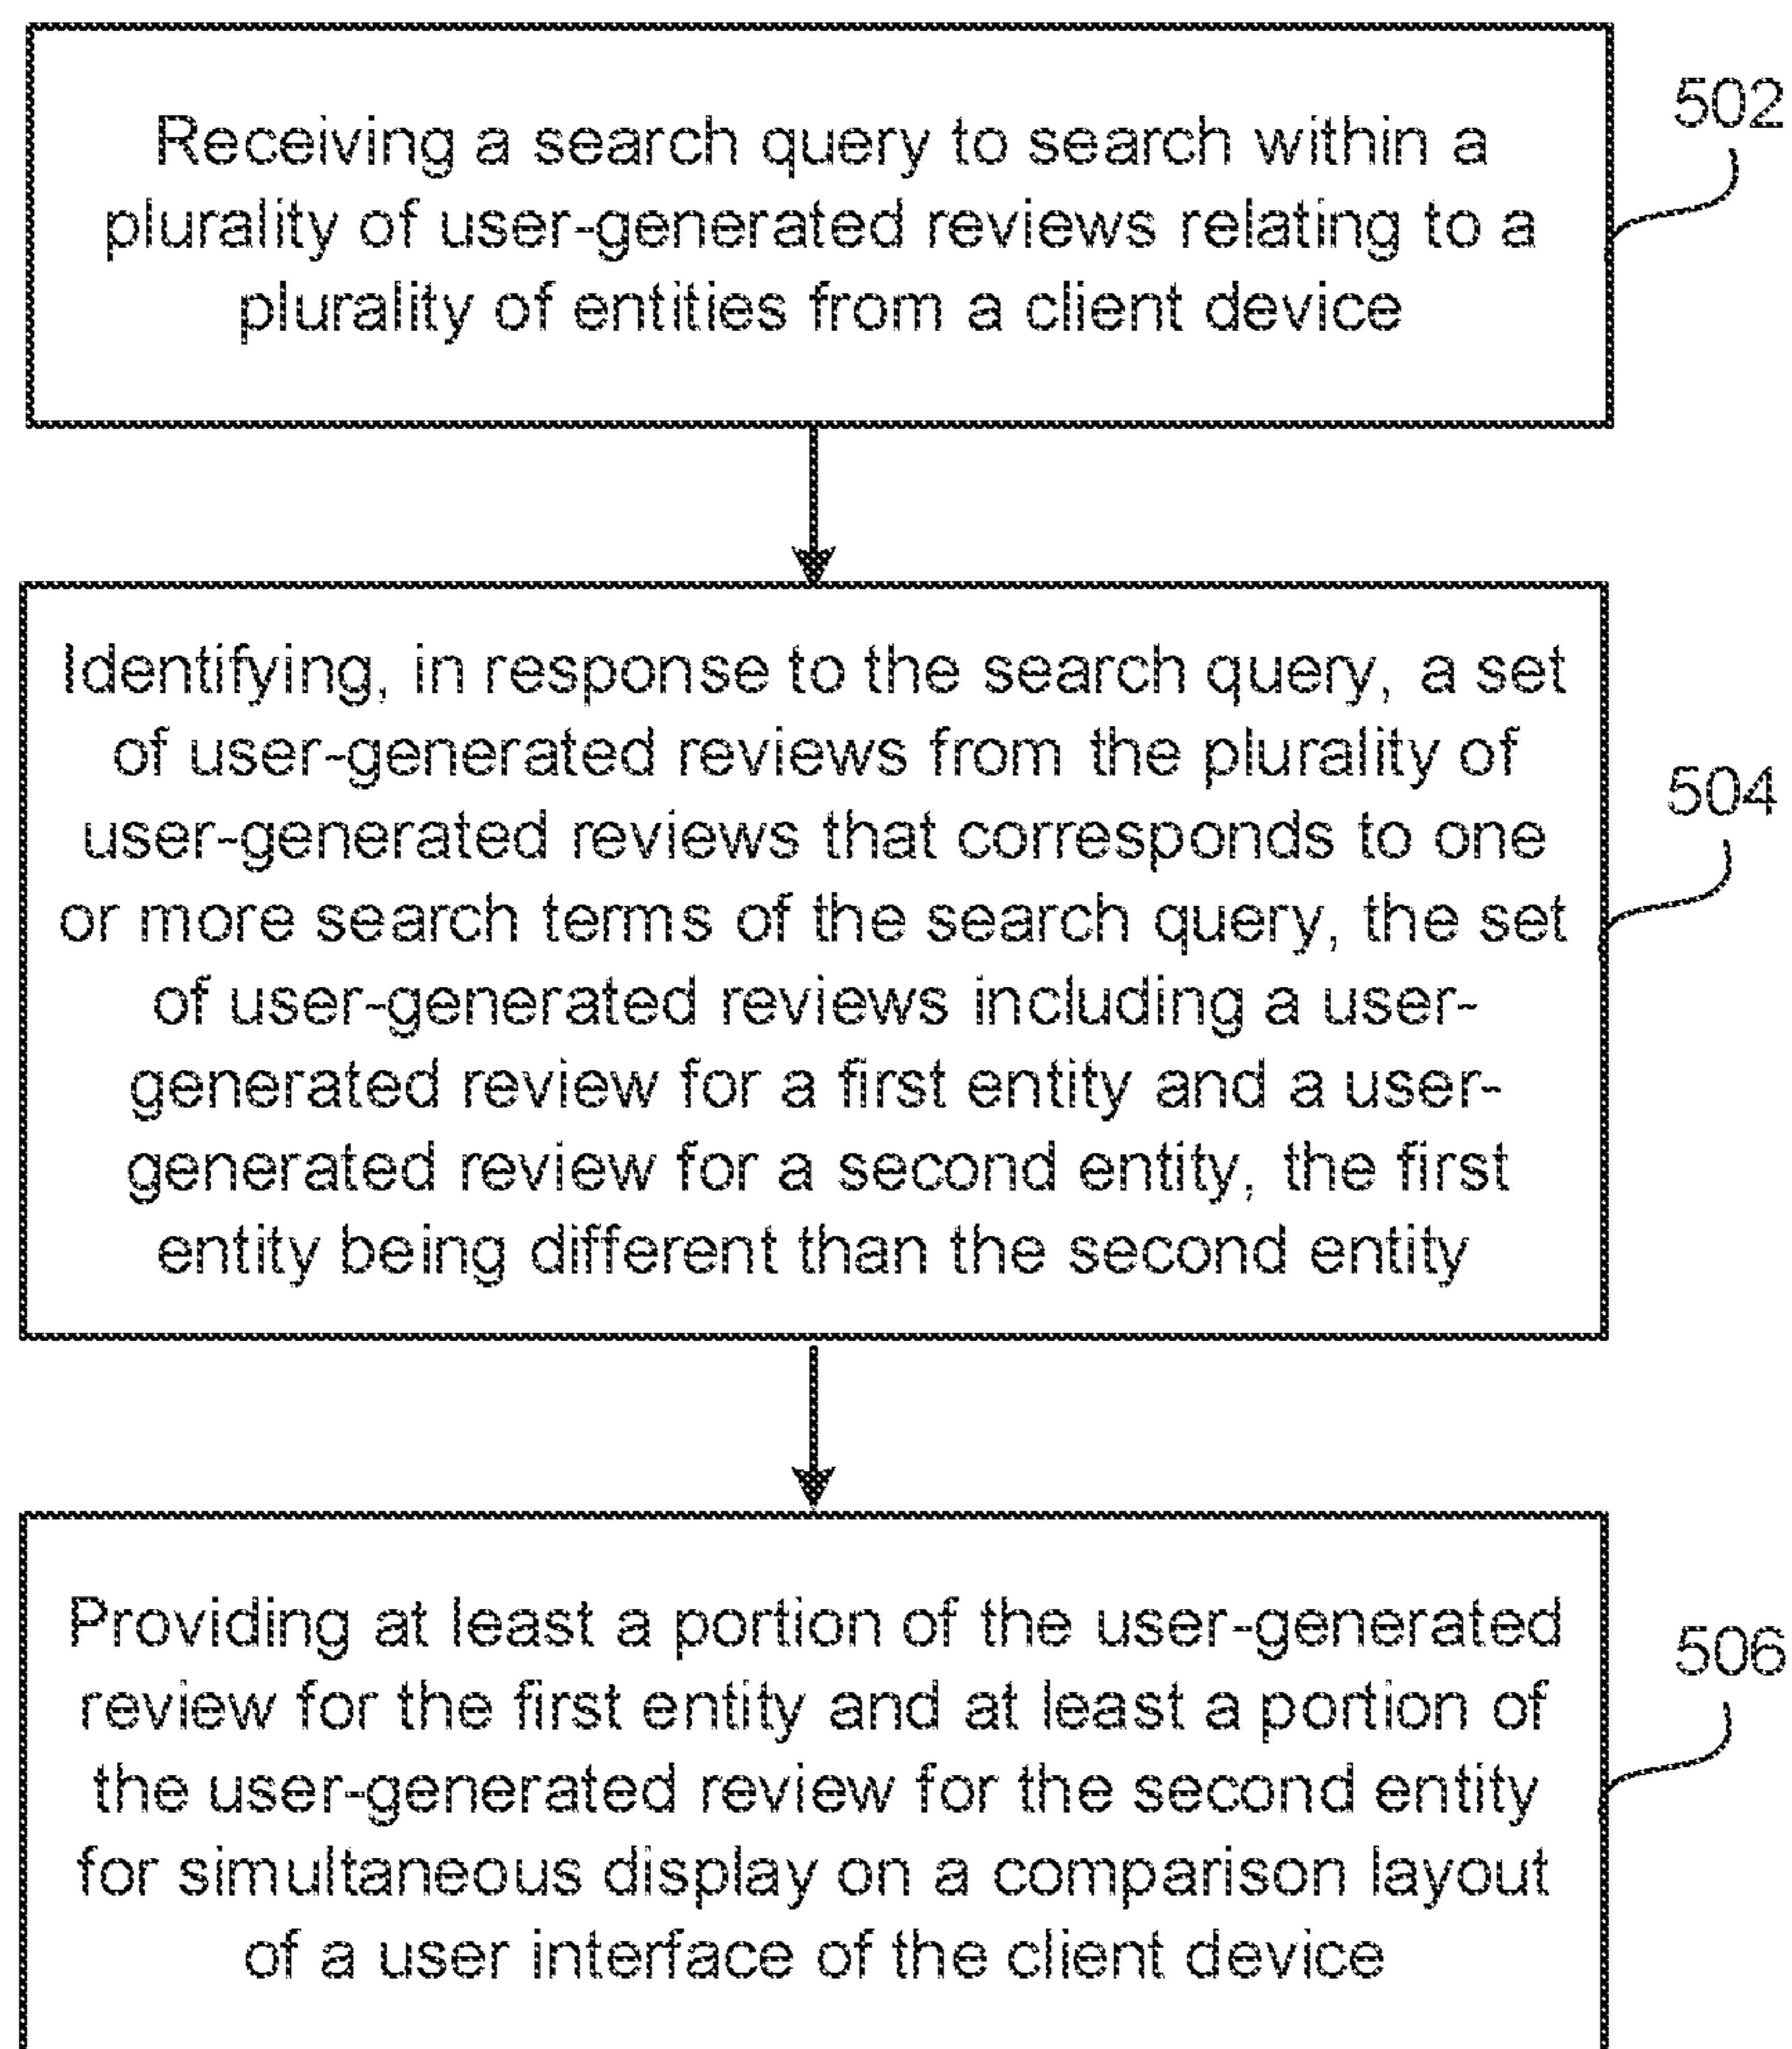 Receiving a search query to search within a
plurality of user-generated reviews relating to a
plurality of entities from a client device
502
Identifying, in response to the search query, a set
of user-generated reviews from the plurality of
user-generated reviews that corresponds to one
or more search terms of the search query, the set
of user-generated reviews including a user-
generated review for a first entity and a user-
generated review for a second entity, the first
entity being different than the second entity
504
Providing at least a portion of the user-generated
review for the first entity and at least a portion of
the user-generated review for the second entity
for simultaneous display on a comparison layout
of a user interface of the client device
506